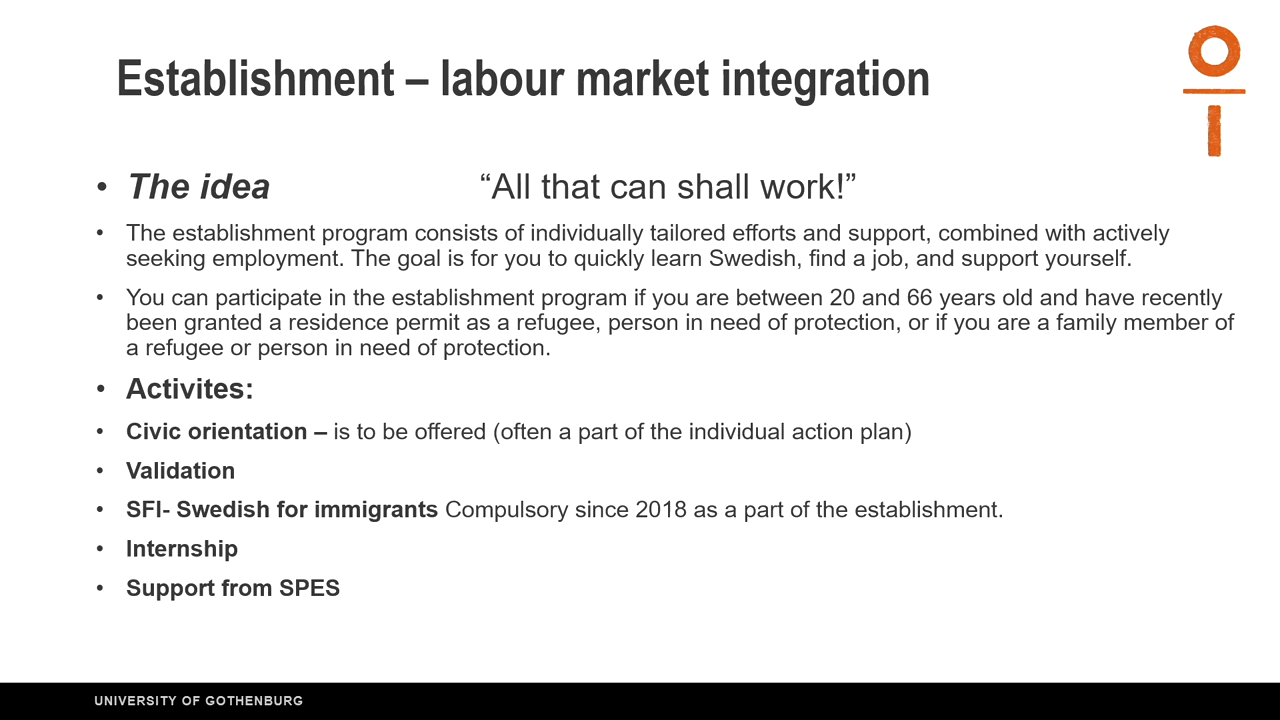 Establishment – labour market integration
• The idea “All that can shall work!”
• The establishment program consists of individually tailored efforts and support, combined with actively
seeking employment. The goal is for you to quickly learn Swedish, find a job, and support yourself.
• You can participate in the establishment program if you are between 20 and 66 years old and have recently
been granted a residence permit as a refugee, person in need of protection, or if you are a family member of
a refugee or person in need of protection.
• Activites:
• Civic orientation – is to be offered (often a part of the individual action plan)
• Validation
• SFI- Swedish for immigrants Compulsory since 2018 as a part of the establishment.
• Internship
• Support from SPES
UNIVERSITY OF GOTHENBURG